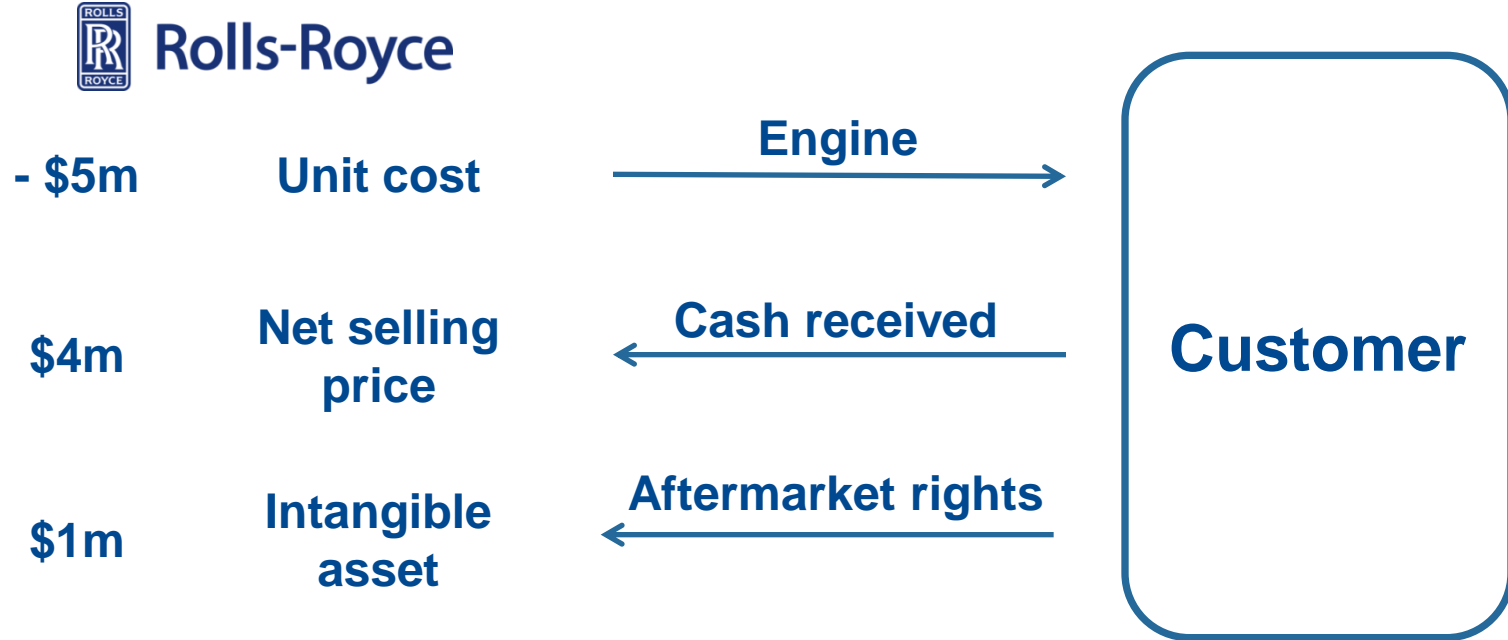 ROLLS
RR
ROYCE
Rolls-Royce
- $5m
Unit cost
Engine
$4m
Net selling
price
Cash received
Customer
$1m
Intangible
asset
Aftermarket rights